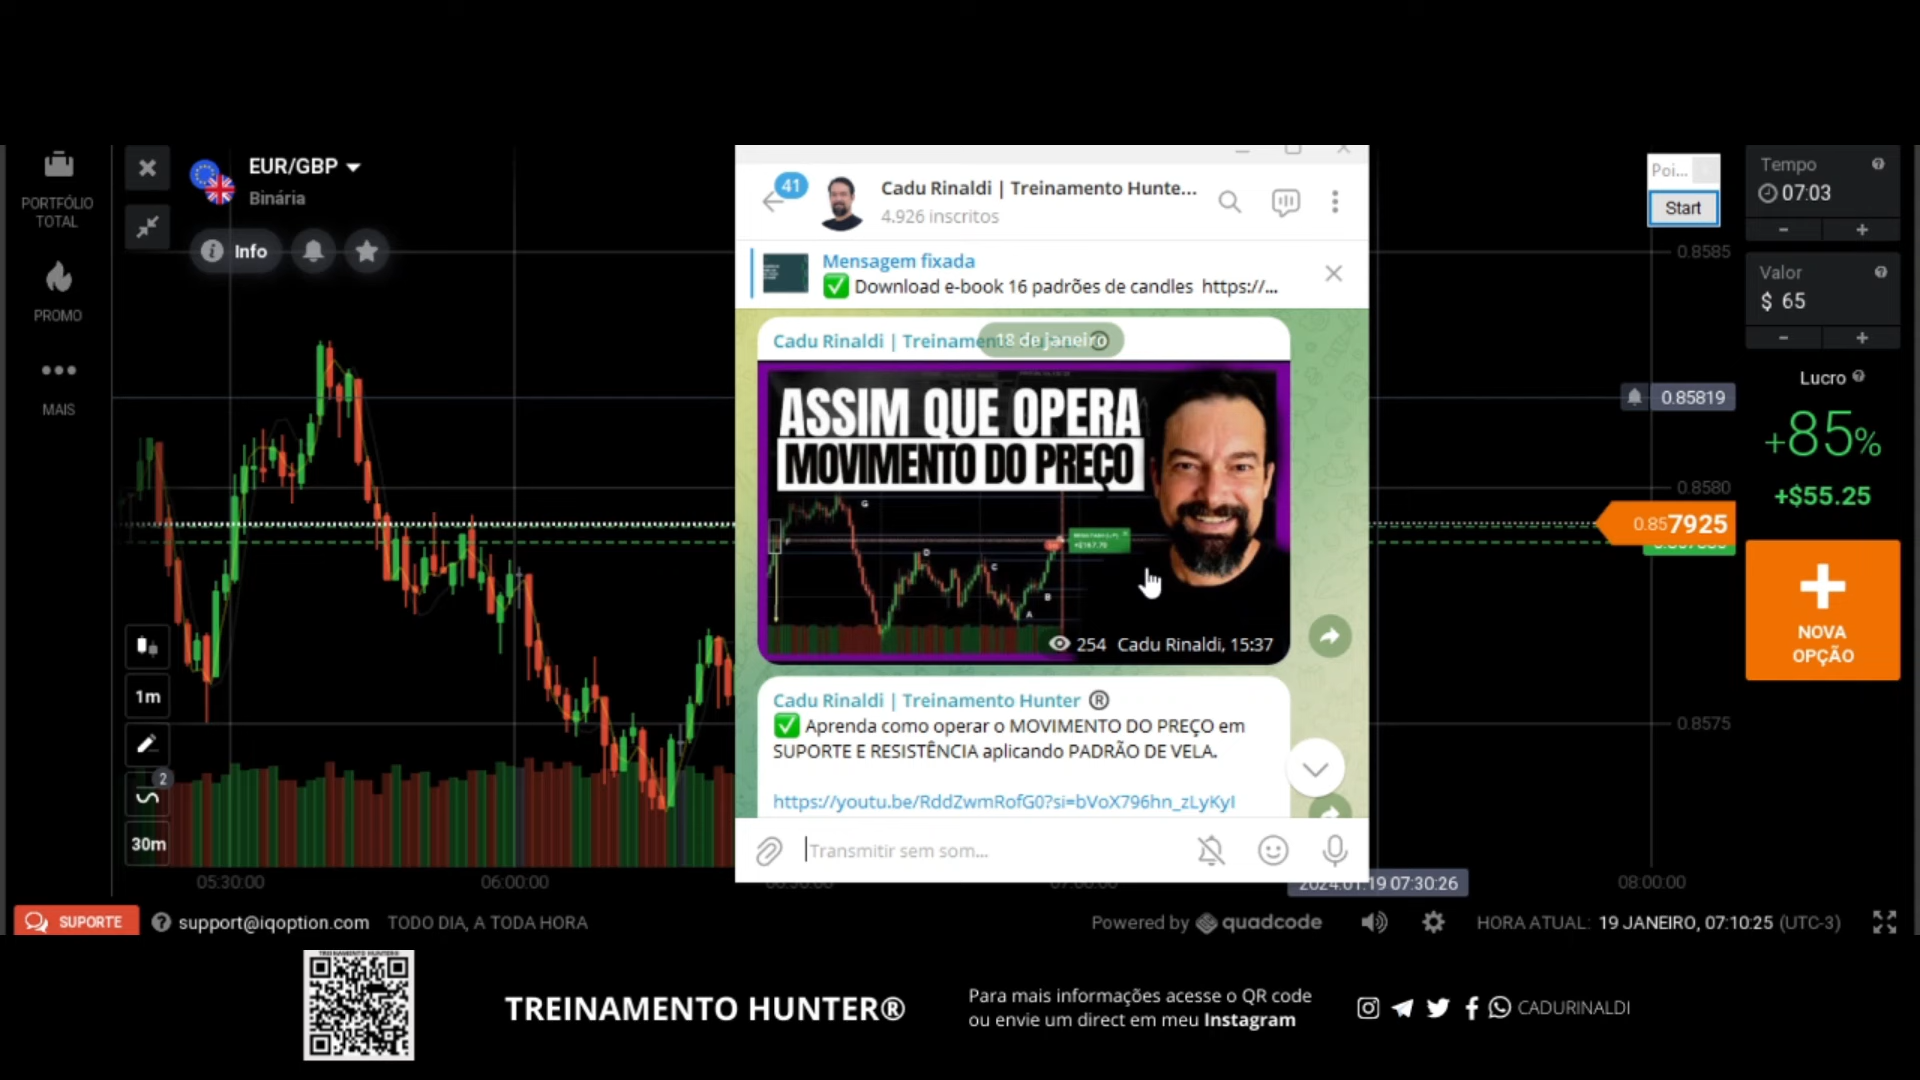 PORTFÓLIO
TOTAL
PROMO
MAIS
EUR/GBP
Binária
Info
1m
2
30m
05:30:00
06:00:00
41
Cadu Rinaldi | Treinamento Hunte...
4.926 inscritos
Mensagem fixada
✅ Download e-book 16 padrões de candles https://...
Cadu Rinaldi | Treinamen
18 de janeiro
ASSIM QUE OPERA
MOVIMENTO DO PREÇO
G
F
D
C
B
A
254 Cadu Rinaldi, 15:37
Cadu Rinaldi | Treinamento Hunter ®
✅ Aprenda como operar o MOVIMENTO DO PREÇO em
SUPORTE E RESISTÊNCIA aplicando PADRÃO DE VELA.
https://youtu.be/RddZwmRofG0?si=bVoX796hn_zLyKyI
Transmitir sem som...
2024.01.19 07:30:26
08:00:00
Poi...
Start
0.8585
0.85819
0.8580
0.857925
0.8575
Tempo
07:03
- +
Valor
$ 65
- +
Lucro
+85%
+$55.25
NOVA
OPÇÃO
SUPORTE
support@iqoption.com
TODO DIA, A TODA HORA
Powered by quadcode
HORA ATUAL: 19 JANEIRO, 07:10:25 (UTC-3)
TREINAMENTO HUNTER®
Para mais informações acesse o QR code
ou envie um direct em meu Instagram
CADURINALDI